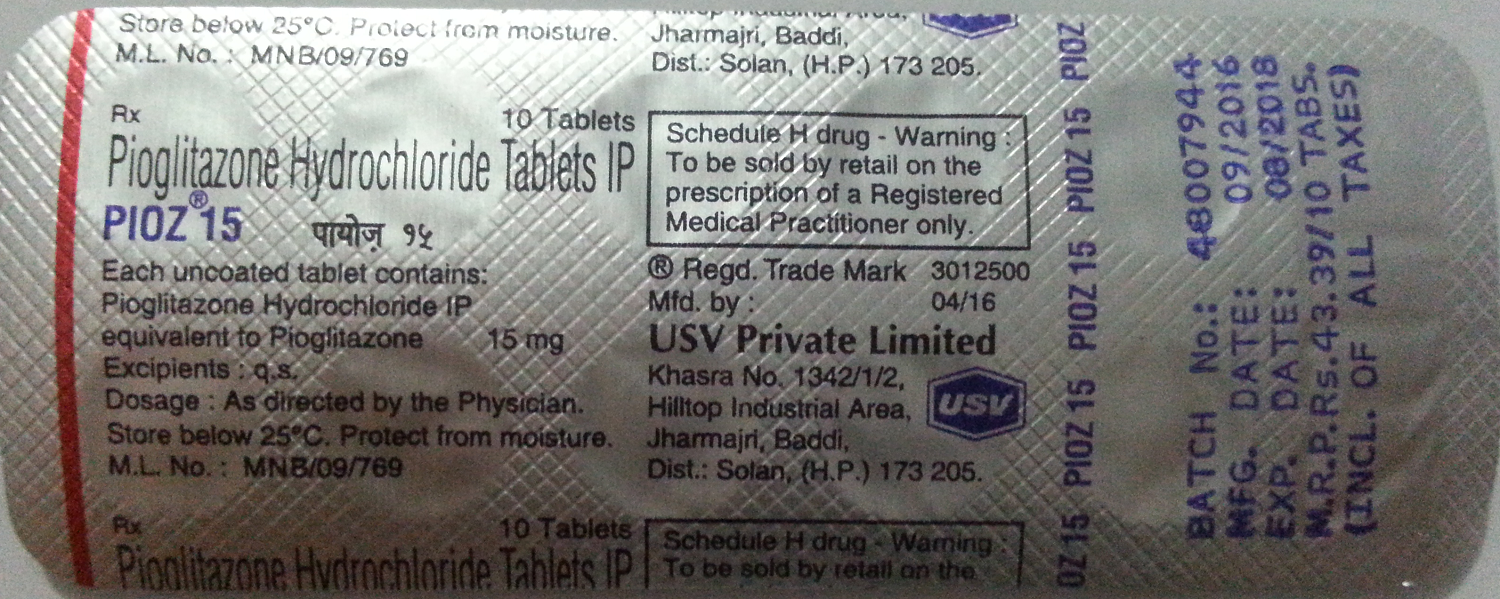 Store below 25°C. Protect from moisture.
M.L. No. : MNB/09/769
Hilltop Industrial Area,
Jharmajri, Baddi,
Dist.: Solan, (H.P.) 173 205.
Rx
10 Tablets
Pioglitazone Hydrochloride Tablets IP
PIOZ® 15 पायोज़ १५
Each uncoated tablet contains:
Pioglitazone Hydrochloride IP
equivalent to Pioglitazone 15 mg
Excipients : q.s.
Dosage : As directed by the Physician.
Store below 25°C. Protect from moisture.
M.L. No. : MNB/09/769
Schedule H drug - Warning :
To be sold by retail on the
prescription of a Registered
Medical Practitioner only.
® Regd. Trade Mark 3012500
Mfd. by : 04/16
USV Private Limited
Khasra No. 1342/1/2,
Hilltop Industrial Area,
Jharmajri, Baddi,
Dist.: Solan, (H.P.) 173 205.
USV
Rx
10 Tablets
Pioglitazone Hydrochloride Tablets IP
Schedule H drug - Warning :
To be sold by retail on the
OZ 15 PIOZ 15 PIOZ 15 PIOZ 15 PIOZ 15 PIOZ
BATCH No.: 48007944
MFG. DATE: 09/2016
EXP. DATE: 08/2018
M.R.P.Rs.43.39/10 TABS.
(INCL. OF ALL TAXES)